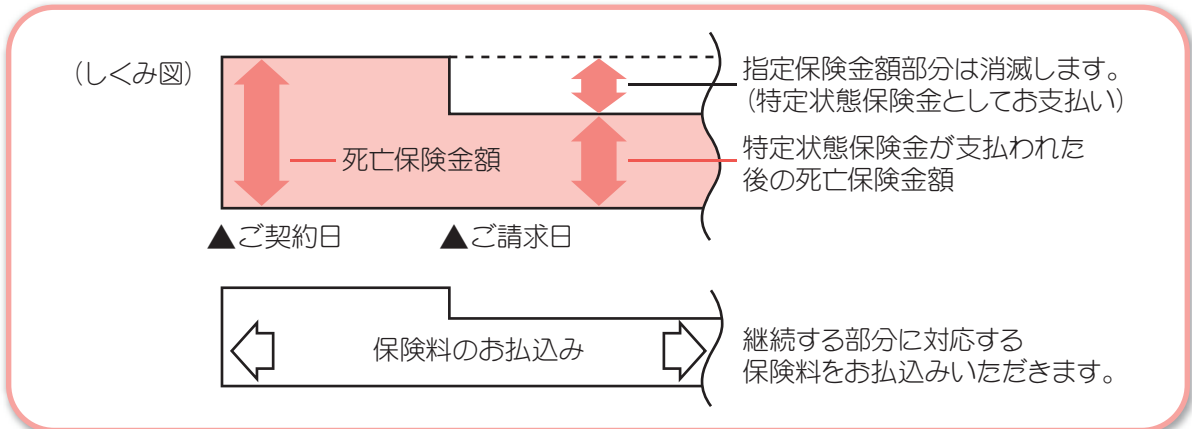 (しくみ図)
指定保険金額部分は消滅します。
(特定状態保険金としてお支払い)
死亡保険金額
特定状態保険金が支払われた
後の死亡保険金額
▲ご契約日
▲ご請求日
保険料のお払込み
継続する部分に対応する
保険料をお払込みいただきます。